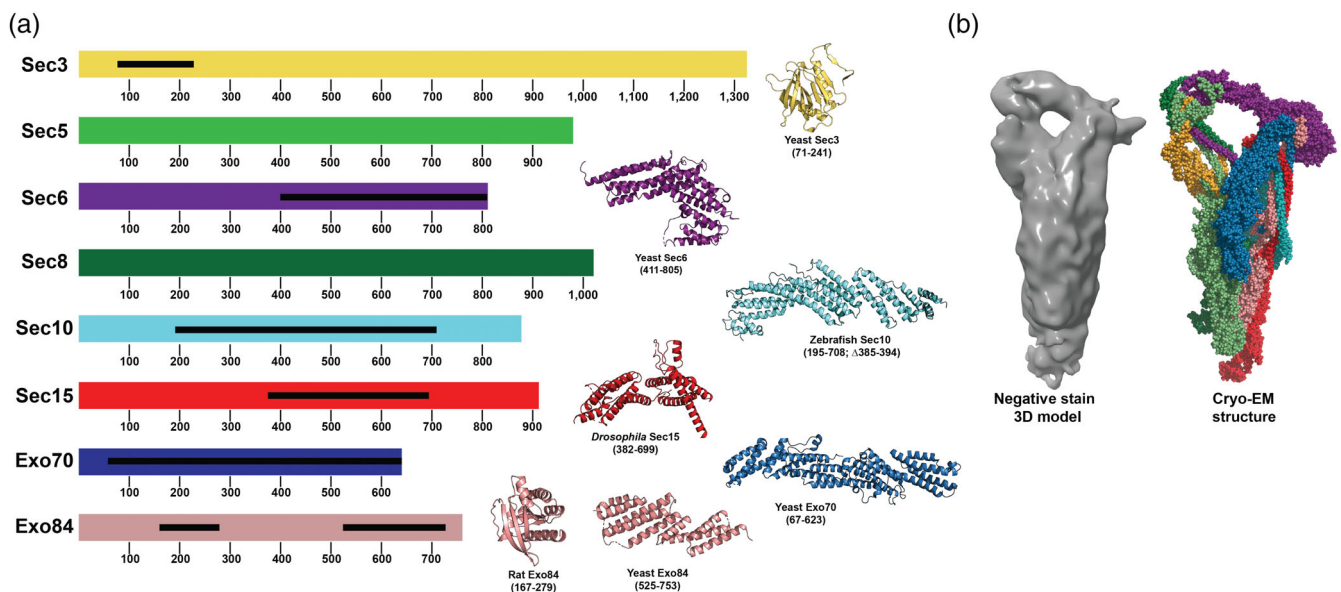 (a)
(b)
Sec3
100 200 300 400 500 600 700 800 900 1,000 1,100 1,200 1,300
Yeast Sec3
(71-241)
Sec5
100 200 300 400 500 600 700 800 900
Sec6
100 200 300 400 500 600 700 800
Yeast Sec6
(411-805)
Sec8
100 200 300 400 500 600 700 800 900 1,000
Sec10
100 200 300 400 500 600 700 800
Zebrafish Sec10
(195-708; Δ385-394)
Sec15
100 200 300 400 500 600 700 800 900
Drosophila Sec15
(382-699)
Exo70
100 200 300 400 500 600
Yeast Exo70
(67-623)
Exo84
100 200 300 400 500 600 700
Rat Exo84
(167-279)
Yeast Exo84
(525-753)
Negative stain
3D model
Cryo-EM
structure